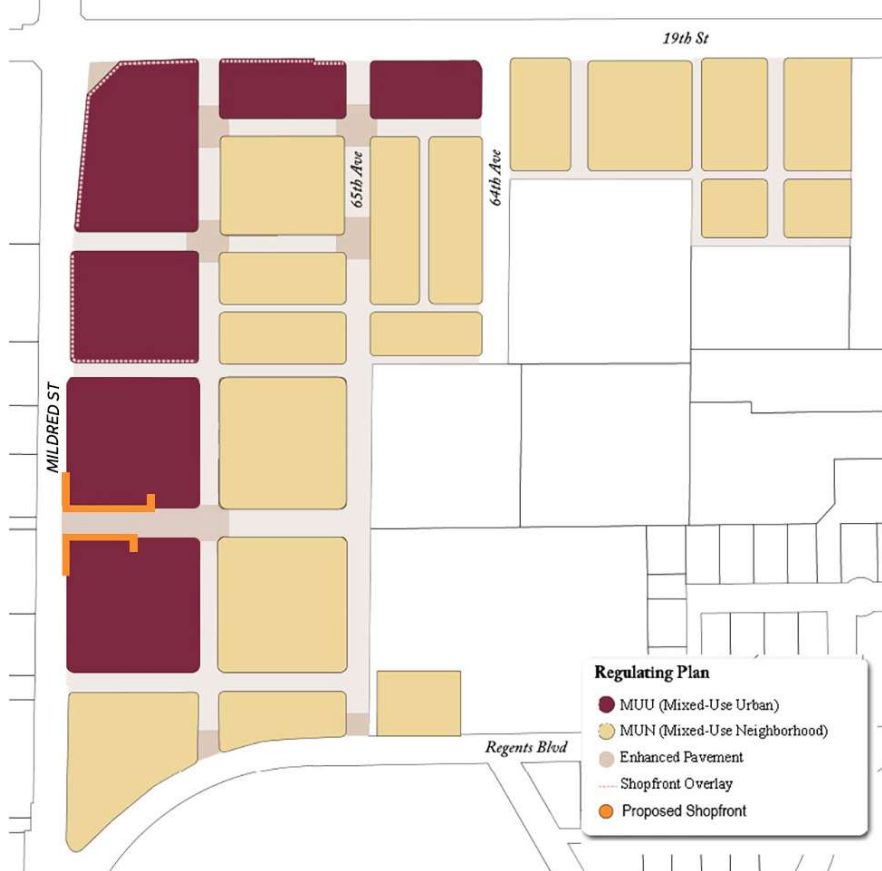 19th St
65th Ave
64th Ave
MILDRED ST
Regents Blvd
Regulating Plan
MUU (Mixed-Use Urban)
MUN (Mixed-Use Neighborhood)
Enhanced Pavement
Shopfront Overlay
Proposed Shopfront